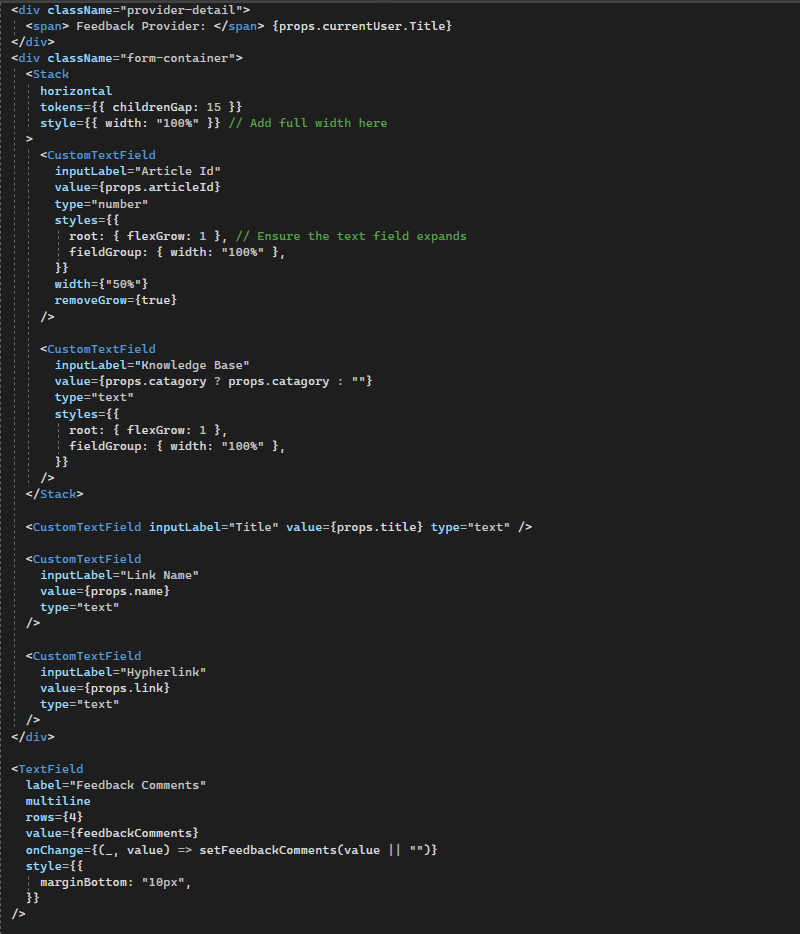 <div className="provider-detail">
<span> Feedback Provider: </span> {props.currentUser.Title}
</div>
<div className="form-container">
<Stack
horizontal
tokens={{ childrenGap: 15 }}
style={{ width: "100%" }} // Add full width here
>
<CustomTextField
inputLabel="Article Id"
value={props.articleId}
type="number"
styles={{
root: { flexGrow: 1 }, // Ensure the text field expands
fieldGroup: { width: "100%" },
}}
width={"50%"}
removeGrow={true}
/>
<CustomTextField
inputLabel="Knowledge Base"
value={props.catagory ? props.catagory : ""}
type="text"
styles={{
root: { flexGrow: 1 },
fieldGroup: { width: "100%" },
}}
/>
</Stack>
<CustomTextField inputLabel="Title" value={props.title} type="text" />
<CustomTextField
inputLabel="Link Name"
value={props.name}
type="text"
/>
<CustomTextField
inputLabel="Hypherlink"
value={props.link}
type="text"
/>
</div>
<TextField
label="Feedback Comments"
multiline
rows={4}
value={feedbackComments}
onChange={(_, value) => setFeedbackComments(value || "")}
style={{
marginBottom: "10px",
}}
/>